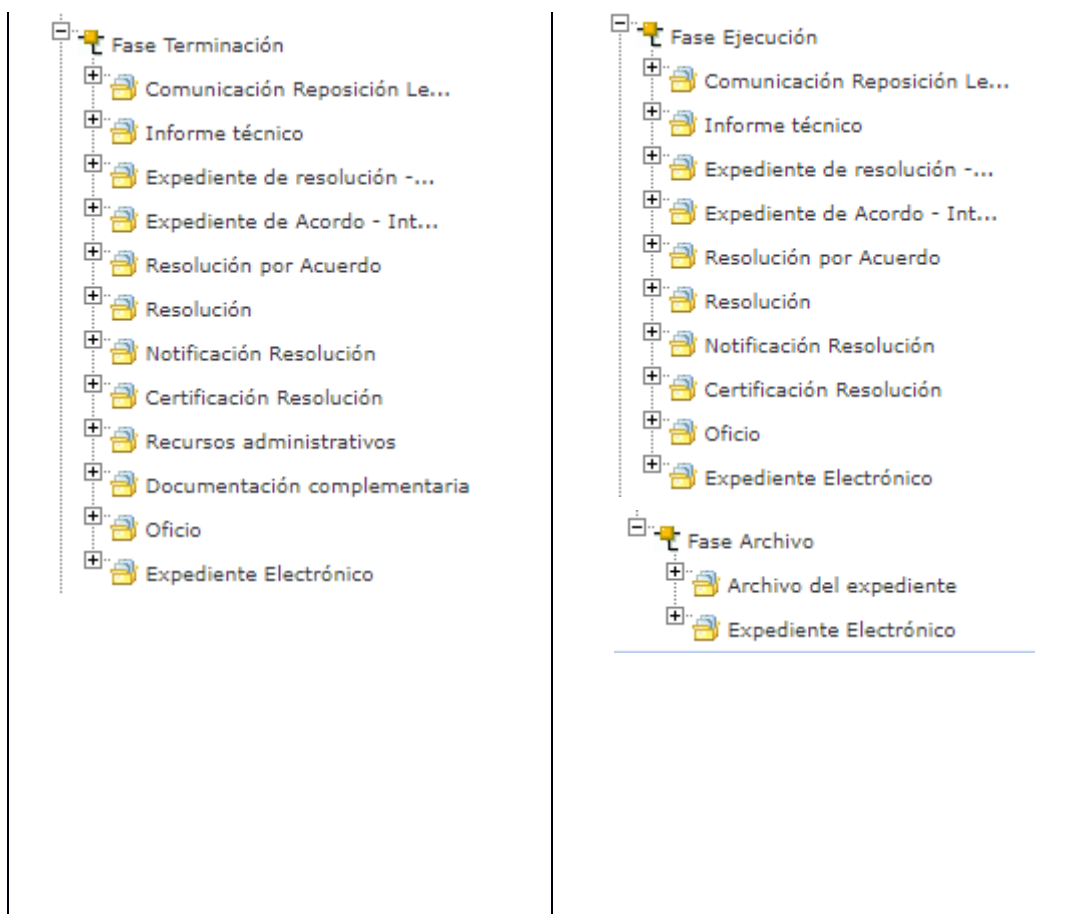 Fase Terminación
Comunicación Reposición Le...
Informe técnico
Expediente de resolución -...
Expediente de Acordo - Int...
Resolución por Acuerdo
Resolución
Notificación Resolución
Certificación Resolución
Recursos administrativos
Documentación complementaria
Oficio
Expediente Electrónico
Fase Ejecución
Comunicación Reposición Le...
Informe técnico
Expediente de resolución -...
Expediente de Acordo - Int...
Resolución por Acuerdo
Resolución
Notificación Resolución
Certificación Resolución
Oficio
Expediente Electrónico
Fase Archivo
Archivo del expediente
Expediente Electrónico